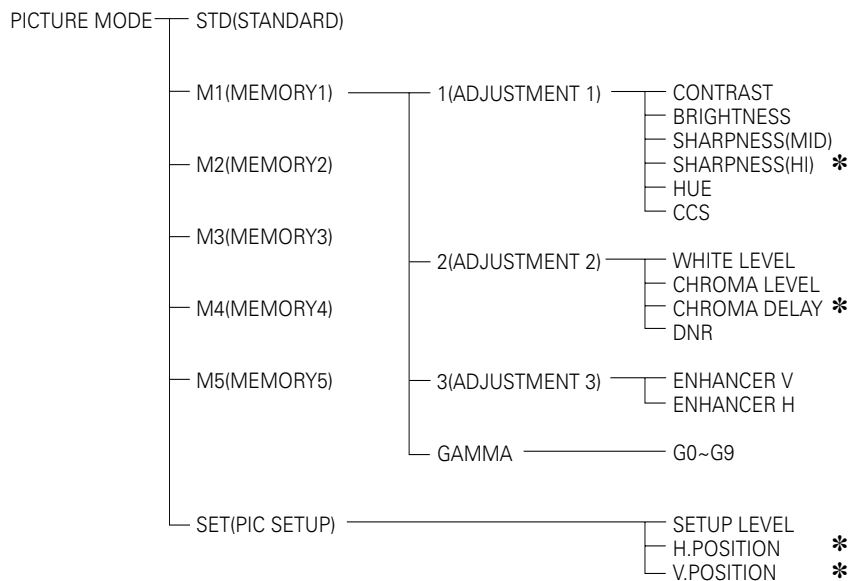 PICTURE MODE STD(STANDARD)
M1(MEMORY1) 1(ADJUSTMENT 1) CONTRAST
BRIGHTNESS
SHARPNESS(MID)
SHARPNESS(HI) ✻
HUE
CCS
M2(MEMORY2)
M3(MEMORY3)
2(ADJUSTMENT 2) WHITE LEVEL
CHROMA LEVEL
M4(MEMORY4) CHROMA DELAY ✻
DNR
M5(MEMORY5) 3(ADJUSTMENT 3) ENHANCER V
ENHANCER H
GAMMA G0~G9
SET(PIC SETUP) SETUP LEVEL
H.POSITION ✻
V.POSITION ✻